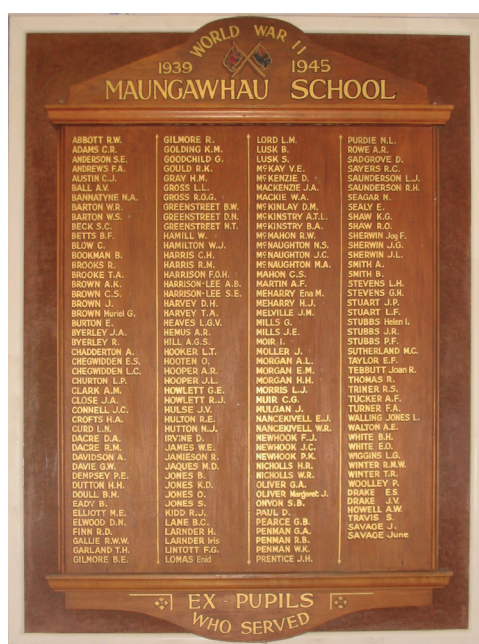 WORLD WAR II
1939 1945
MAUNGAWHAU SCHOOL
ABBOTT R.W.
ADAMS C.R.
ANDERSON S.E.
ANDREWS F.A.
AUSTIN C.J.
BALL A.V.
BANNATYNE N.A.
BARTON W.R.
BARTON W.S.
BECK S.C.
BETTS B.F.
BLOW C.
BOOKMAN B.
BROOKS R.
BROOKE T.A.
BROWN A.K.
BROWN C.S.
BROWN J.
BROWN Muriel G.
BURTON E.
BYERLEY J.A.
BYERLEY R.
CHADDERTON A.
CHEGWIDDEN E.S.
CHEGWIDDEN L.C.
CHURTON L.P.
CLARK A.M.
CLOSE J.A.
CONNELL J.C.
CROFTS H.A.
CURD L.N.
DACRE D.A.
DACRE R.M.
DAVIDSON A.
DAVIE G.W.
DEMPSEY P.E.
DUTTON H.H.
DOULL B.M.
EADY B.
ELLIOTT M.E.
ELWOOD D.N.
FINN R.D.
GALLIE R.W.W.
GARLAND T.H.
GILMORE B.E.
GILMORE R.
GOLDING K.M.
GOODCHILD G.
GOULD R.K.
GRAY H.M.
GROSS L.L.
GROSS R.O.G.
GREENSTREET B.W.
GREENSTREET D.N.
GREENSTREET N.T.
HAMILL W.
HAMILTON W.J.
HARRIS C.H.
HARRIS R.N.
HARRISON F.O.H.
HARRISON-LEE A.B.
HARRISON-LEE S.E.
HARVEY D.H.
HARVEY T.A.
HEAVES L.G.V.
HEMUS A.R.
HILL A.G.S.
HOOKER L.T.
HOOTEN O.
HOOPER A.R.
HOOPER J.L.
HOWLETT G.E.
HOWLETT R.J.
HULSE J.V.
HULTON R.E.
HUTTON N.J.
IRVINE D.
JAMES W.E.
JAMIESON R.
JAQUES M.D.
JONES B.
JONES K.D.
JONES O.
JONES S.
KIDD R.J.
LANE B.C.
LARNDER H.
LARNDER Iris
LINTOTT F.G.
LOMAS Enid
LORD L.M.
LUSK B.
LUSK S.
McKAY V.E.
McKENZIE D.
MACKENZIE J.A.
MACKIE W.A.
McKINLAY D.M.
McKINSTRY A.T.L.
McKINSTRY B.A.
McMAHON R.W.
McNAUGHTON N.S.
McNAUGHTON J.C.
McNAUGHTON M.A.
MAHON C.S.
MARTIN A.F.
MEHARRY Ena M.
MEHARRY H.J.
MELVILLE J.M.
MILLS G.
MILLS J.E.
MOIR I.
MOLLER J.
MORGAN A.L.
MORGAN E.M.
MORGAN H.H.
MORRIS L.J.
MUIR C.G.
MULGAN J.
NANCEKIVELL E.J.
NANCEKIVELL W.R.
NEWHOOK F.J.
NEWHOOK J.C.
NEWHOOK P.K.
NICHOLLS H.R.
NICHOLLS W.R.
OLIVER G.A.
OLIVER Margaret J.
ONYON S.B.
PAUL D.
PEARCE G.B.
PENMAN G.A.
PENMAN R.B.
PENMAN W.K.
PRENTICE J.H.
PURDIE N.L.
ROWE A.R.
SADGROVE D.
SAYERS R.C.
SAUNDERSON L.J.
SAUNDERSON R.H.
SEAGAR N.
SEALY E.
SHAW K.G.
SHAW R.O.
SHERWIN Joy F.
SHERWIN J.G.
SHERWIN J.L.
SMITH A.
SMITH B.
STEVENS L.H.
STEVENS G.H.
STUART J.P.
STUART L.F.
STUBBS Helen I.
STUBBS J.R.
STUBBS P.F.
SUTHERLAND M.C.
TAYLOR E.F.
TEBBUTT Joan R.
THOMAS R.
TRINER R.S.
TUCKER A.F.
TURNER F.A.
WALLING JONES L.
WALTON A.E.
WHITE B.H.
WHITE E.O.
WIGGINS L.G.
WINTER R.M.W.
WINTER T.R.
WOOLLEY P.
DRAKE E.S.
DRAKE J.V.
HOWELL A.W.
TRAVIS S.
SAVAGE J.
SAVAGE June
EX-PUPILS
WHO SERVED